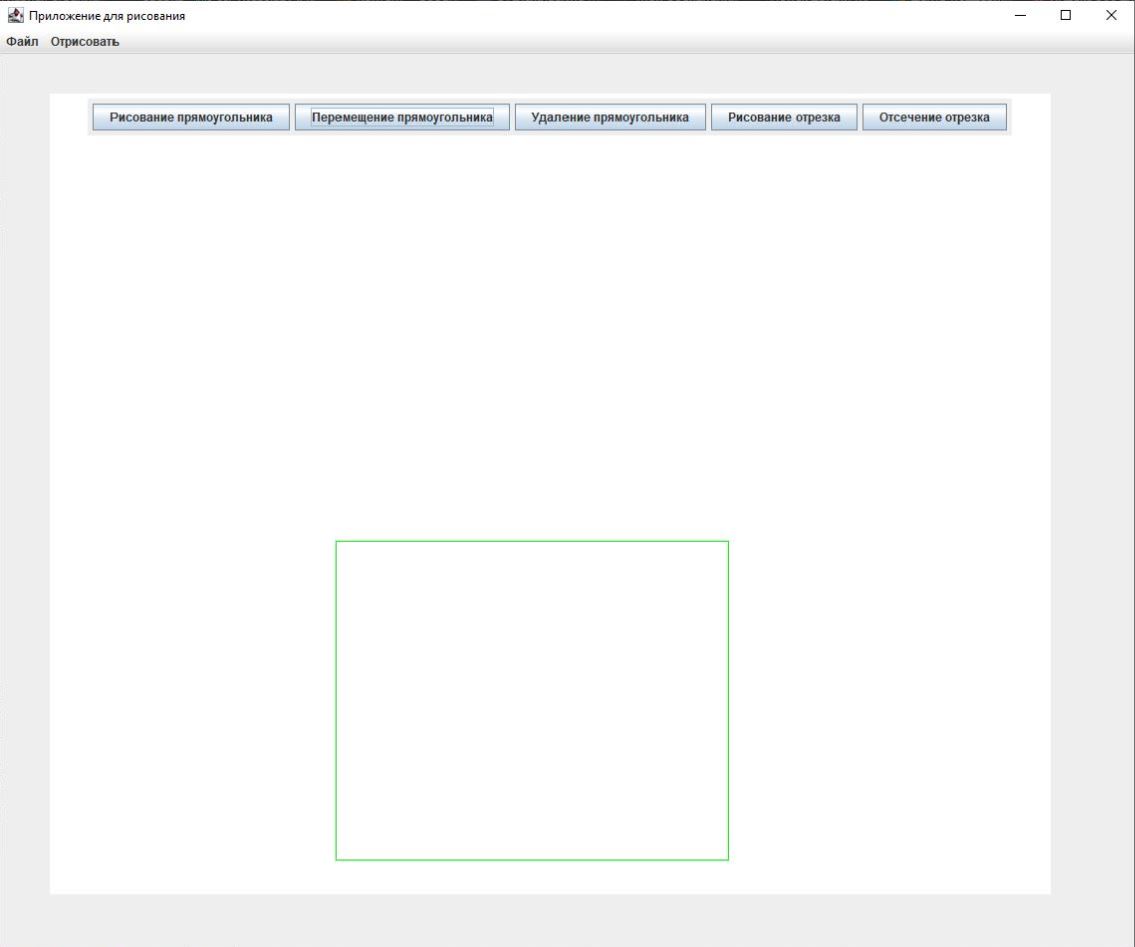 Приложение для рисования
Файл Отрисовать
Рисование прямоугольника Перемещение прямоугольника Удаление прямоугольника Рисование отрезка Отсечение отрезка